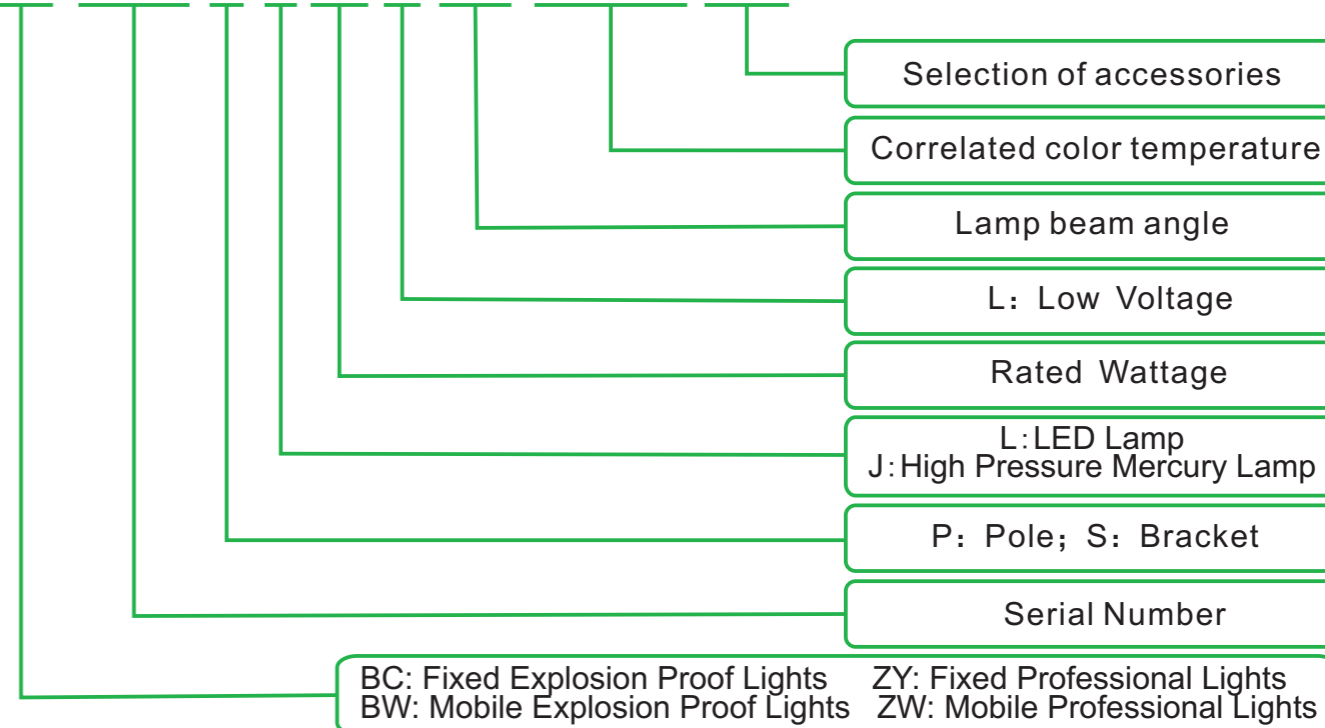 Selection of accessories
Correlated color temperature
Lamp beam angle
L: Low Voltage
Rated Wattage
L:LED Lamp
J:High Pressure Mercury Lamp
P: Pole; S: Bracket
Serial Number
BC: Fixed Explosion Proof Lights ZY: Fixed Professional Lights
BW: Mobile Explosion Proof Lights ZW: Mobile Professional Lights